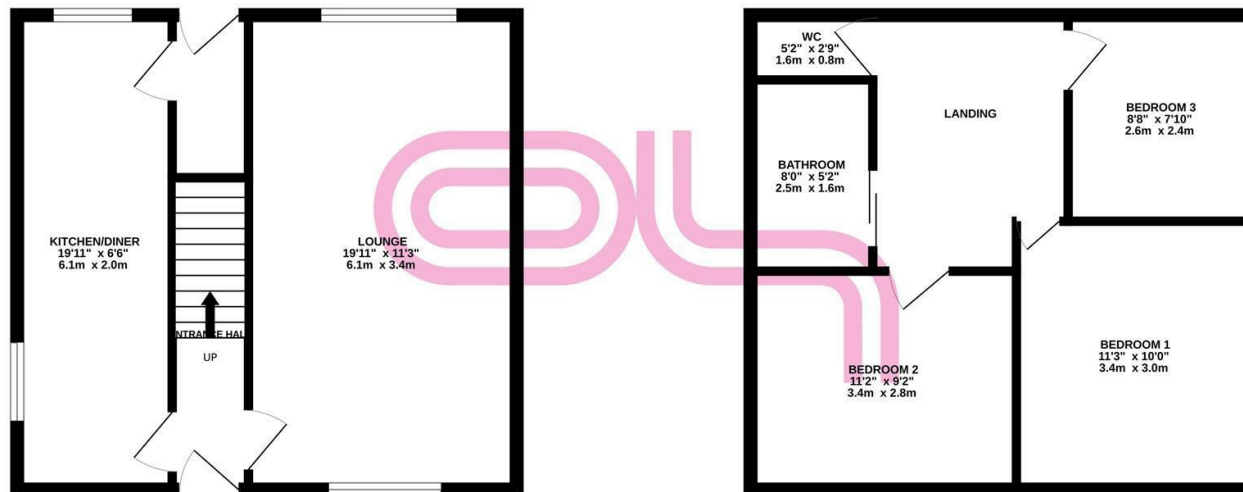 KITCHEN/DINER
19'11" x 6'6"
6.1m x 2.0m
NTRANCE HAL
UP
LOUNGE
19'11" x 11'3"
6.1m x 3.4m
WC
5'2" x 2'9"
1.6m x 0.8m
LANDING
BEDROOM 3
8'8" x 7'10"
2.6m x 2.4m
BATHROOM
8'0" x 5'2"
2.5m x 1.6m
BEDROOM 2
11'2" x 9'2"
3.4m x 2.8m
BEDROOM 1
11'3" x 10'0"
3.4m x 3.0m